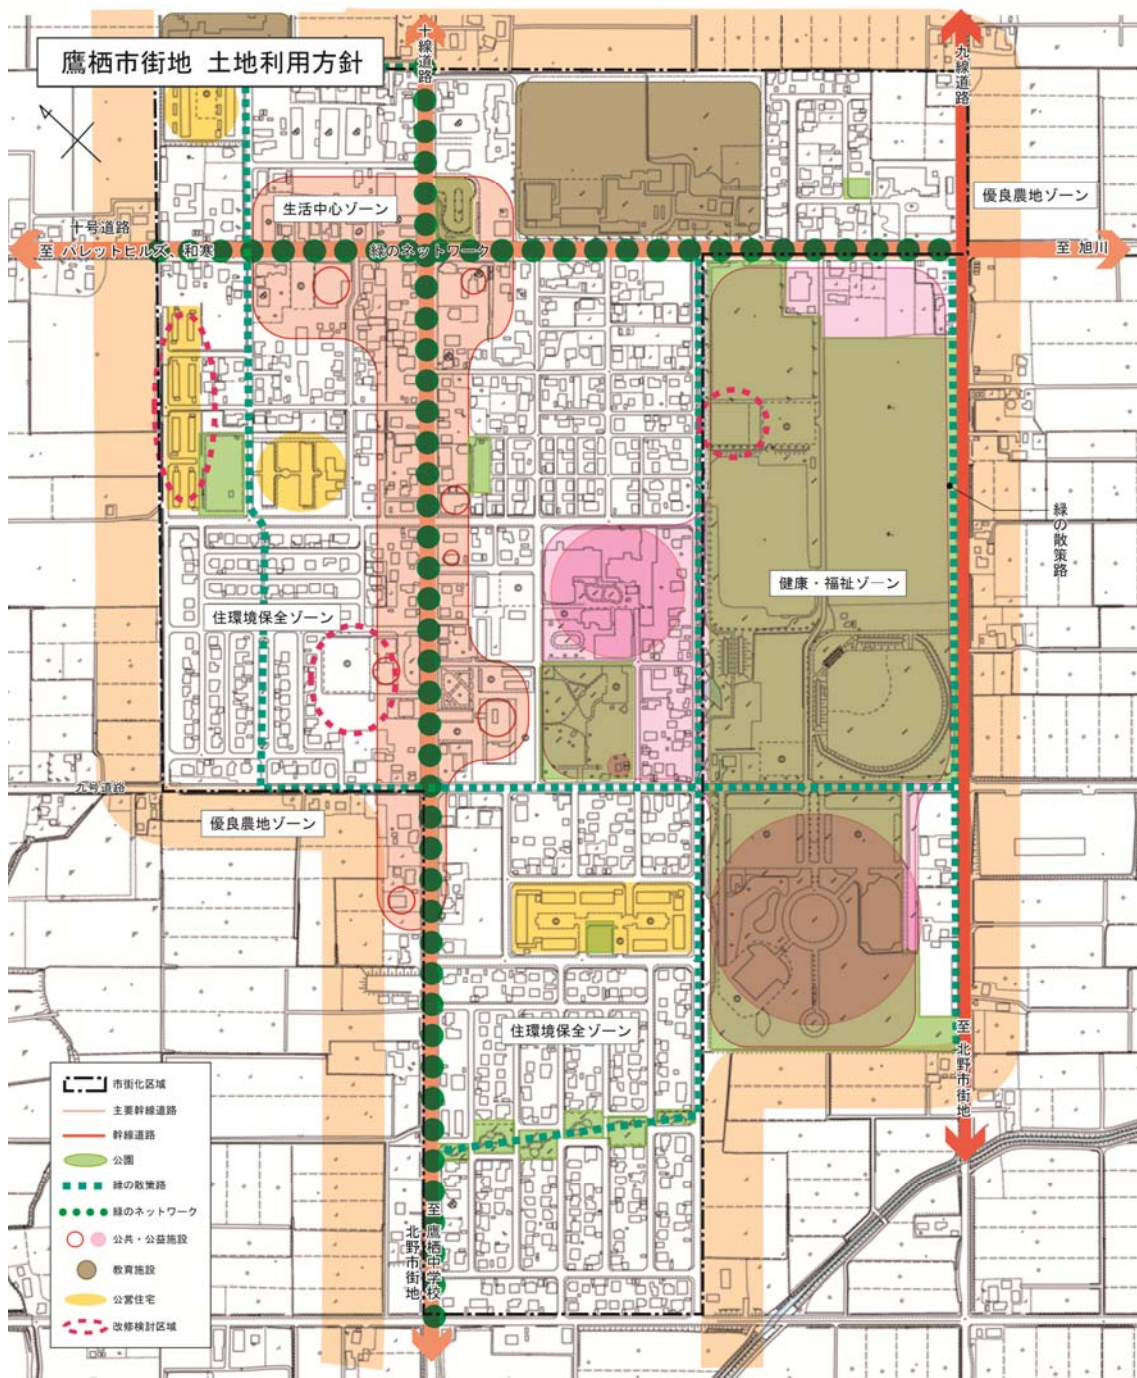 鷹栖市街地 土地利用方針
十線道路
九線道路
生活中心ゾーン
優良農地ゾーン
十号道路
至 パレットヒルズ、和寒
緑のネットワーク
至 旭川
緑の散策路
健康・福祉ゾーン
住環境保全ゾーン
九号道路
優良農地ゾーン
住環境保全ゾーン
至 北野市街地
至 鷹栖中学校
北野市街地
市街化区域
主要幹線道路
幹線道路
公園
緑の散策路
緑のネットワーク
公共・公益施設
教育施設
公営住宅
改修検討区域